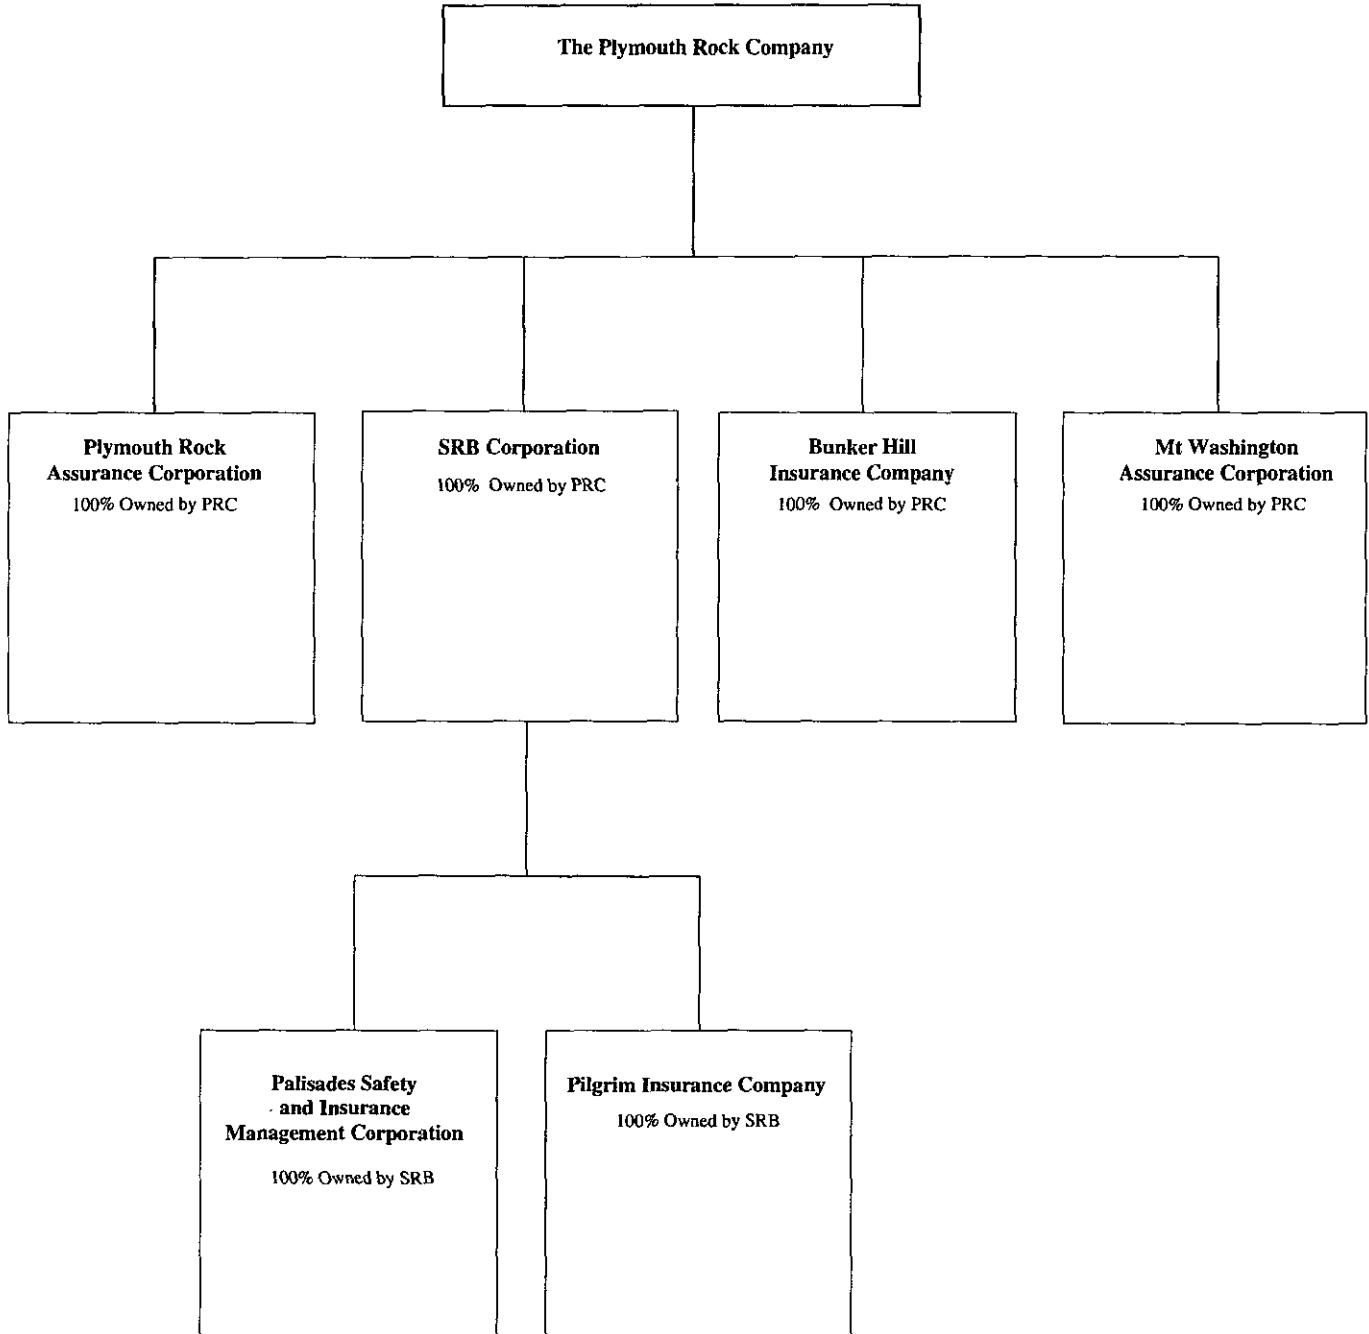 The Plymouth Rock Company
Plymouth Rock
Assurance Corporation
100% Owned by PRC
SRB Corporation
100% Owned by PRC
Bunker Hill
Insurance Company
100% Owned by PRC
Mt Washington
Assurance Corporation
100% Owned by PRC
Palisades Safety
and Insurance
Management Corporation
100% Owned by SRB
Pilgrim Insurance Company
100% Owned by SRB